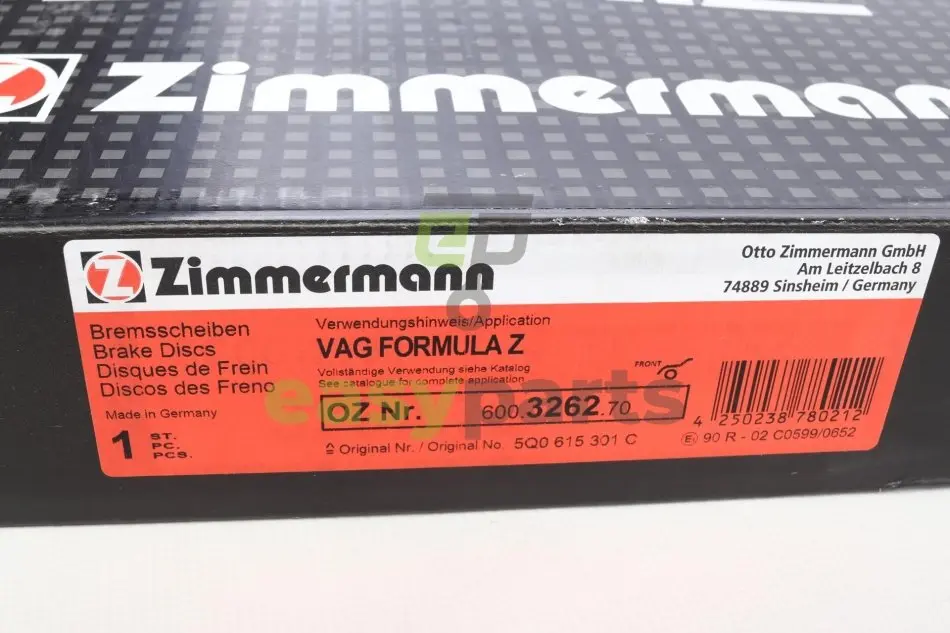 Zimmermann
Zimmermann
Otto Zimmermann GmbH
Am Leitzelbach 8
74889 Sinsheim / Germany
Bremsscheiben
Brake Discs
Disques de Frein
Discos des Freno
Made in Germany
1 ST.
PC.
PCS.
Verwendungshinweis/Application
VAG FORMULA Z
Vollständige Verwendung siehe Katalog
See catalogue for complete application
OZ Nr. 600.3262.70
≙ Original Nr. / Original No. 5Q0 615 301 C
FRONT
4 250238 780212
E1 90 R - 02 C0599/0652
easyparts